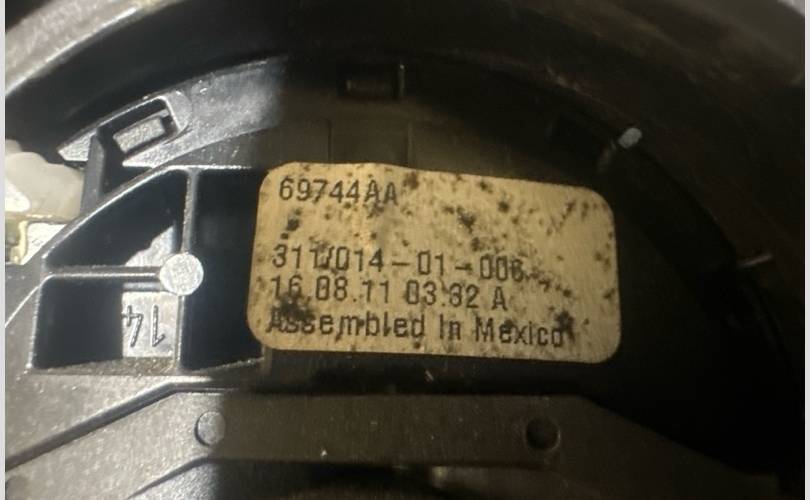 69744AA
311/014-01-006
16.08.11 03:32 A
Assembled in Mexico
14